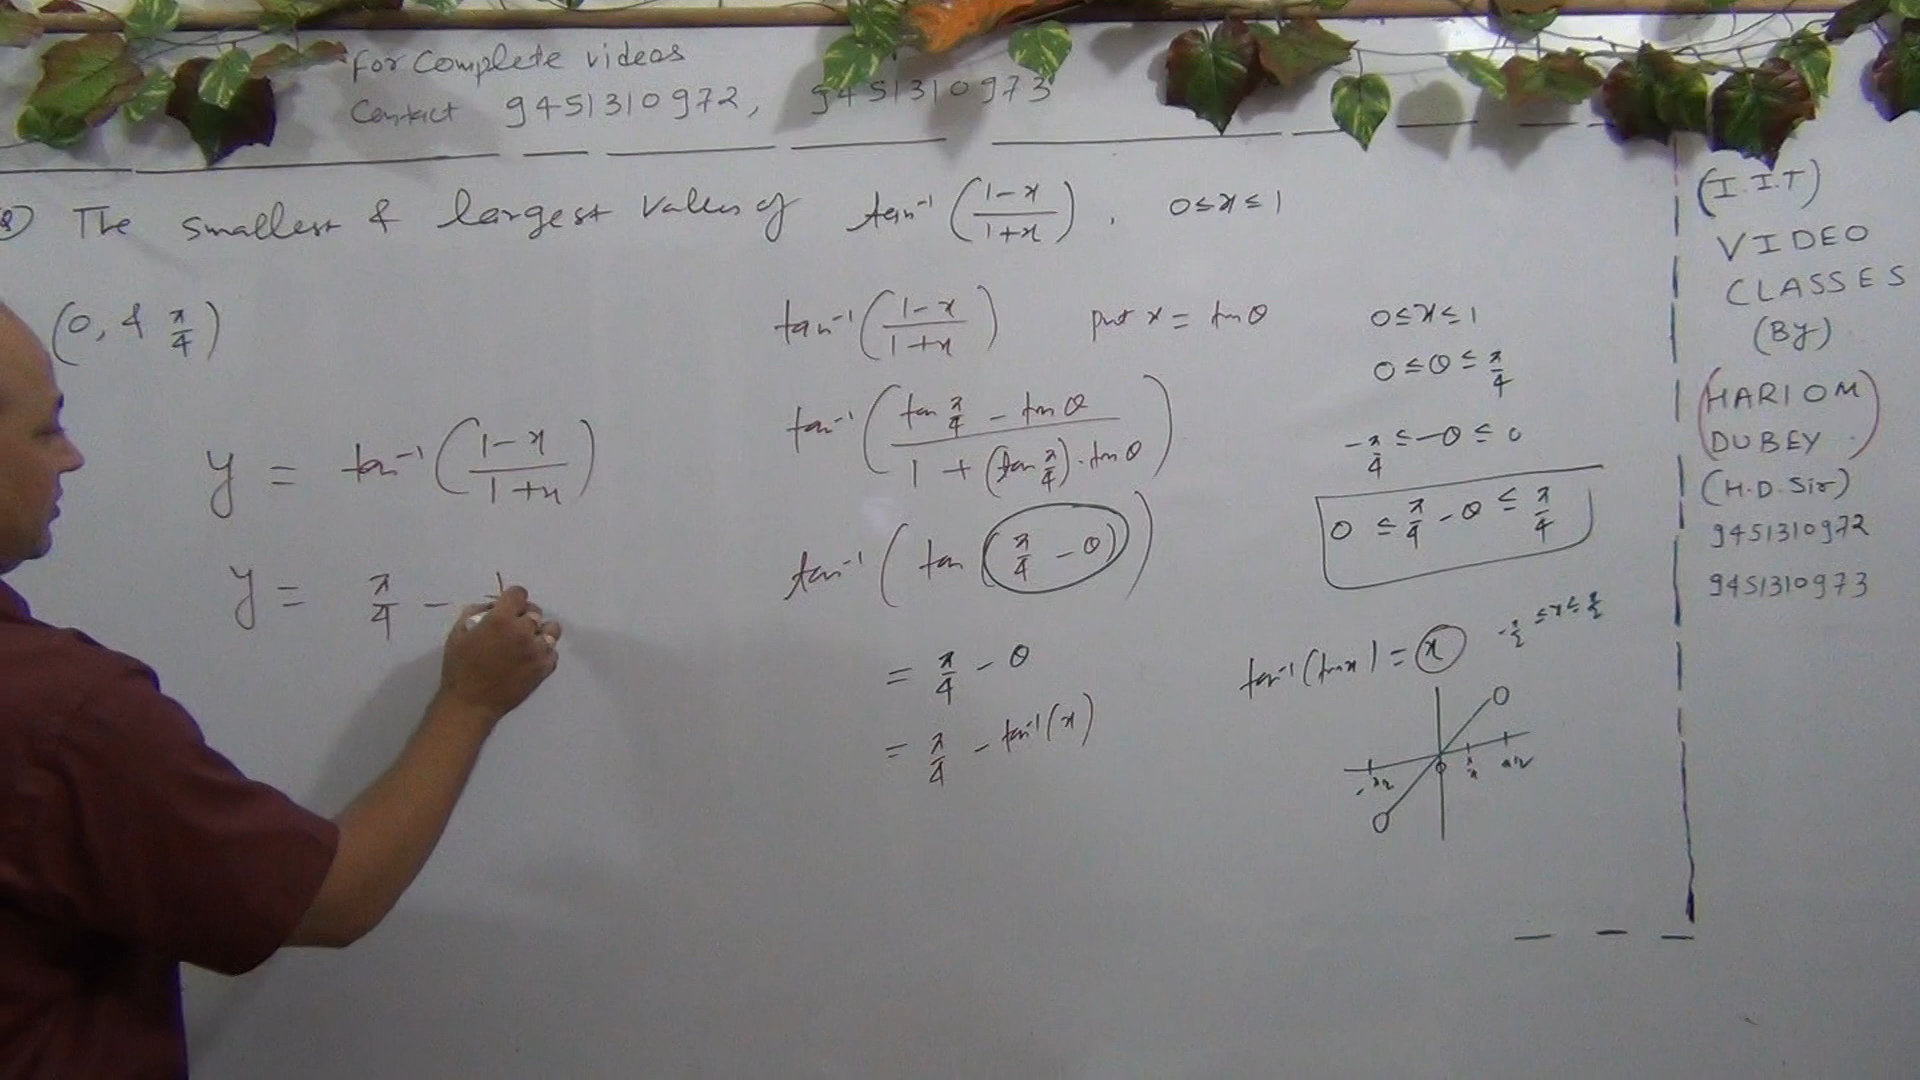 For Complete videos
Contact 9451310972, 9451310973
Q) The smallest & largest values of tan⁻¹ ((1-x)/(1+x)), 0≤x≤1
(0, & π/4)
y = tan⁻¹ ((1-x)/(1+x))
y = π/4 -
tan⁻¹ ((1-x)/(1+x)) put x = tanθ
tan⁻¹ ((tan π/4 - tanθ)/(1 + (tan π/4)·tanθ))
tan⁻¹ (tan (π/4 - θ))
= π/4 - θ
= π/4 - tan⁻¹(x)
0≤x≤1
0≤θ≤π/4
-π/4 ≤ -θ ≤ 0
0 ≤ π/4 - θ ≤ π/4
tan⁻¹(tanx) = x -π/2 ≤x≤ π/2
-π/2 0 π/2
(I.I.T)
VIDEO
CLASSES
(BY)
(HARIOM
DUBEY)
(H.D. Sir)
9451310972
9451310973